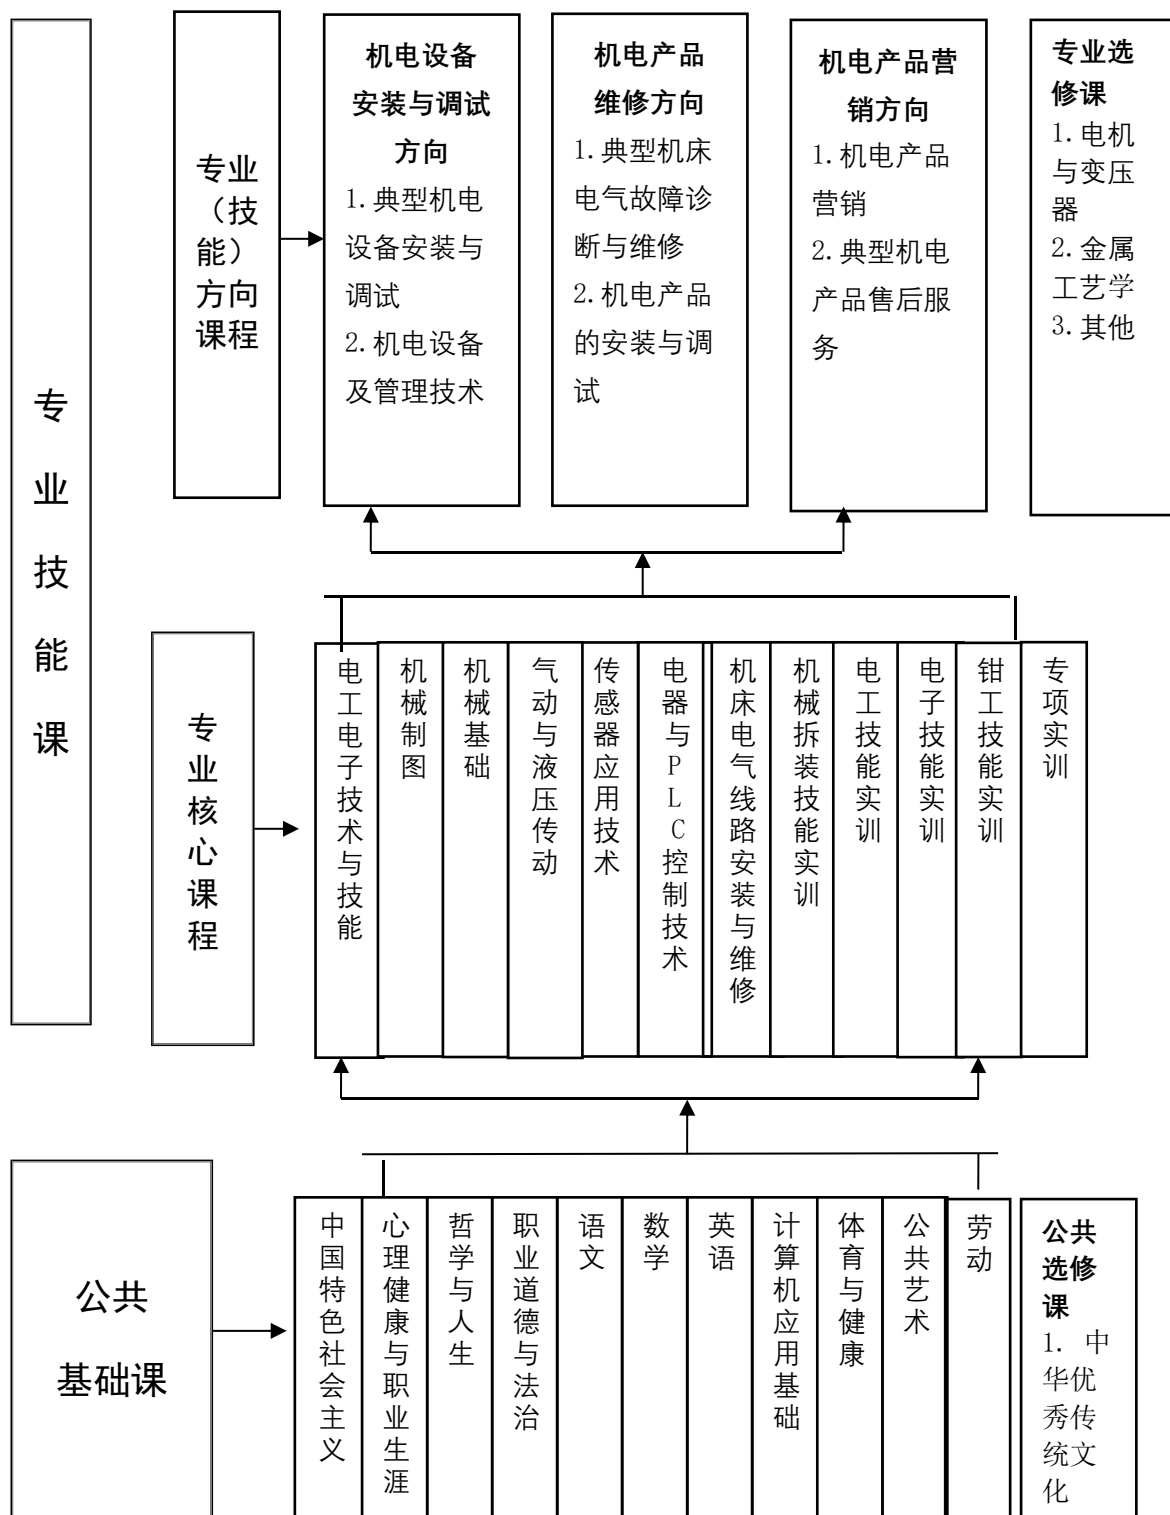 专业技能课
专业
（技
能）
方向
课程
机电设备
安装与调试
方向
1.典型机电
设备安装与
调试
2.机电设备
及管理技术
机电产品
维修方向
1.典型机床
电气故障诊
断与维修
2.机电产品
的安装与调
试
机电产品营
销方向
1.机电产品
营销
2.典型机电
产品售后服
务
专业选
修课
1.电机
与变压
器
2.金属
工艺学
3.其他
专业核心课程
电工电子技术与技能
机械制图
机械基础
气动与液压传动
传感器应用技术
电器与PLC控制技术
机床电气线路安装与维修
机械拆装技能实训
电工技能实训
电子技能实训
钳工技能实训
专项实训
公共
基础课
中国特色社会主义
心理健康与职业生涯
哲学与人生
职业道德与法治
语文
数学
英语
计算机应用基础
体育与健康
公共艺术
劳动
公共
选修
课
1. 中
华优
秀传
统文
化